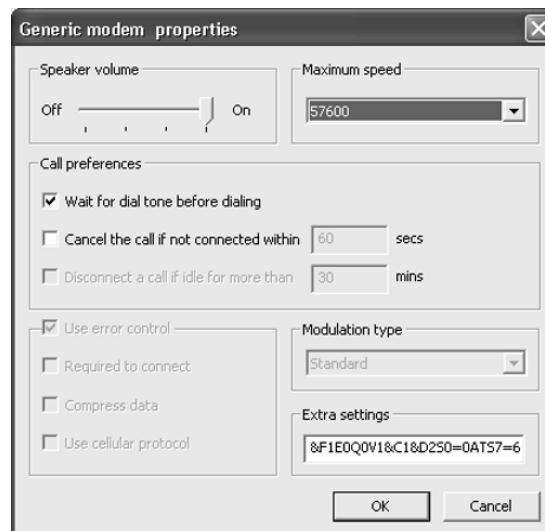 Generic modem properties
Speaker volume
Off
On
Maximum speed
57600
Call preferences
Wait for dial tone before dialing
Cancel the call if not connected within 60 secs
Disconnect a call if idle for more than 30 mins
Use error control
Required to connect
Compress data
Use cellular protocol
Modulation type
Standard
Extra settings
&F1E0Q0V1&C1&D2S0=0ATS7=6
OK
Cancel